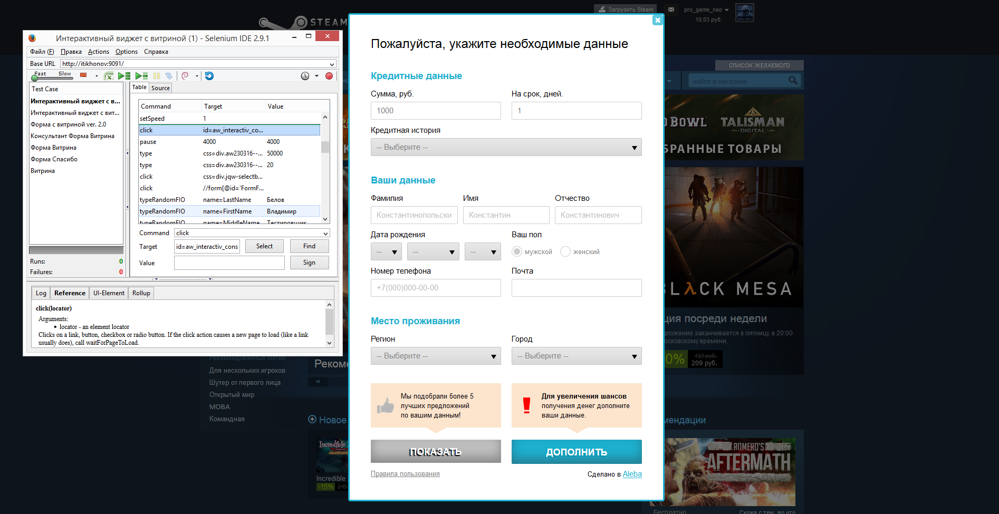 Загрузить Steam
pro_game_neo
10,03 руб.
STEAM
Интерактивный виджет с витриной (1) - Selenium IDE 2.9.1
Файл (F) Правка Actions Options Справка
Base URL http://itikhonov:9091/
Fast Slow
Test Case
Интерактивный виджет с в...
Интерактивный виджет с вит...
Форма с витриной ver. 2.0
Консультант Форма Витрина
Форма Витрина
Форма Спасибо
Витрина
Runs: 0
Failures: 0
Table Source
Command Target Value
setSpeed 1
click id=aw_interactiv_co...
pause 4000 4000
type css=div.aw230316--... 50000
type css=div.aw230316--... 20
click css=div.jqw-selectb...
click //form[@id='FormF...
typeRandomFIO name=LastName Белов
typeRandomFIO name=FirstName Владимир
typeRandomFIO name=MiddleName Тестировщик
Command click
Target id=aw_interactiv_cons Select Find
Value Sign
Log Reference UI-Element Rollup
click(locator)
Arguments:
• locator - an element locator
Clicks on a link, button, checkbox or radio button. If the click action causes a new page to load (like a link
usually does), call waitForPageToLoad.
Пожалуйста, укажите необходимые данные
Кредитные данные
Сумма, руб. На срок, дней.
1000 1
Кредитная история
-- Выберите --
Ваши данные
Фамилия Имя Отчество
Константинопольски Константин Константинович
Дата рождения Ваш пол
-- -- -- мужской женский
Номер телефона Почта
+7(000)000-00-00
Место проживания
Регион Город
-- Выберите -- -- Выберите --
Мы подобрали более 5
лучших предложений
по вашим данным!
Для увеличения шансов
получения денег дополните
ваши данные.
ПОКАЗАТЬ ДОПОЛНИТЬ
Правила пользования Сделано в Aleba
СПИСОК ЖЕЛАЕМОГО
найти в магазине
BOWL TALISMAN
DIGITAL
БРАННЫЕ ТОВАРЫ
BLACK MESA
ция посреди недели
дложение заканчивается в пятницу, в 20:00
осковскому времени.
0% 419 руб.
209 руб.
Рекомендованные метки
Для нескольких игроков
Шутер от первого лица
Открытый мир
MOBA
Командная
Реком
Новое
мендации
Incredible
Incredible
-15% 249
ROMERO'S
AFTERMATH
Бесплатно Схожа с тем, во что